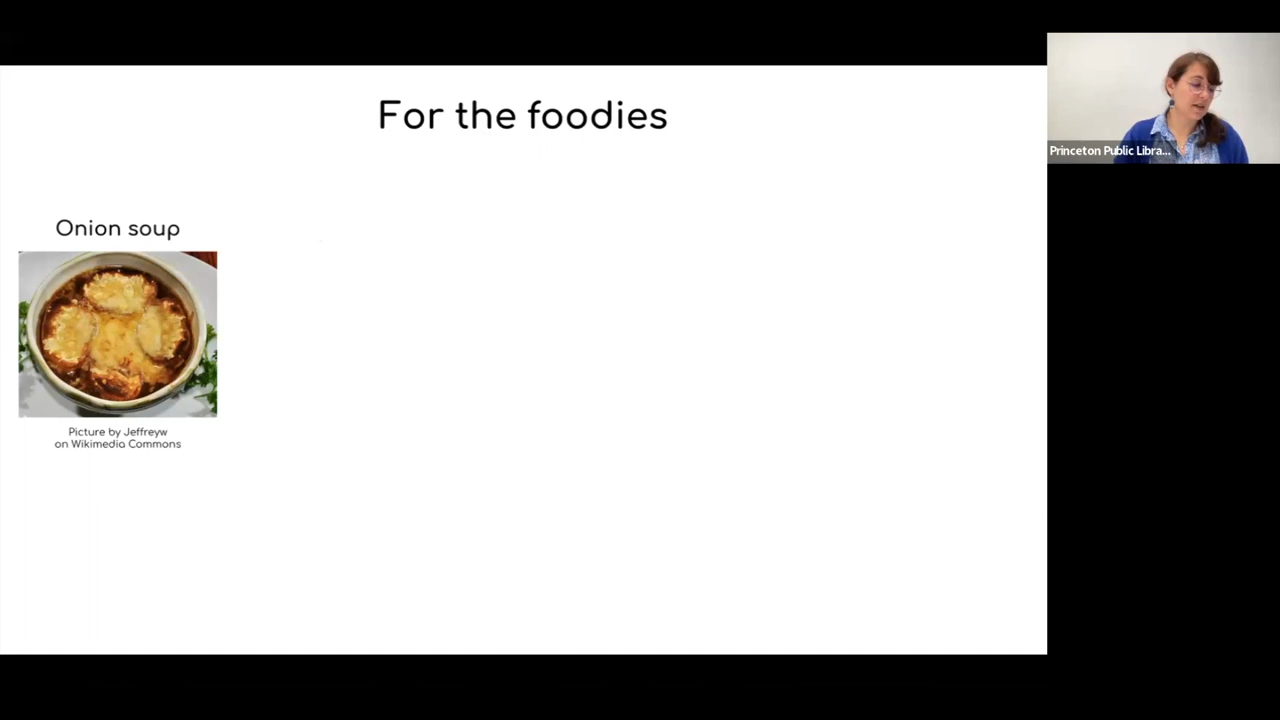 For the foodies
Princeton Public Libra...
Onion soup
Picture by Jeffreyw
on Wikimedia Commons